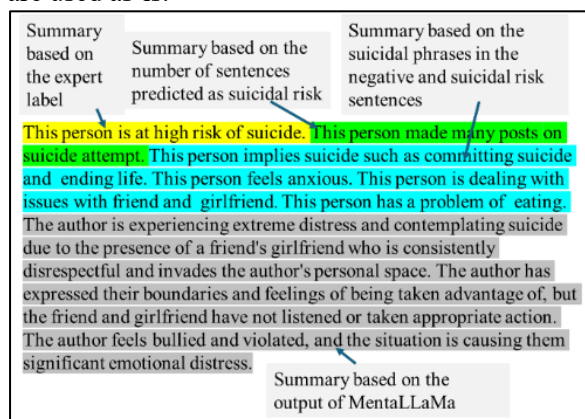 are used as is.
Summary
based on
the expert
label
Summary based on the
number of sentences
predicted as suicidal risk
Summary based on the
suicidal phrases in the
negative and suicidal risk
sentences
This person is at high risk of suicide. This person made many posts on
suicide attempt. This person implies suicide such as committing suicide
and ending life. This person feels anxious. This person is dealing with
issues with friend and girlfriend. This person has a problem of eating.
The author is experiencing extreme distress and contemplating suicide
due to the presence of a friend's girlfriend who is consistently
disrespectful and invades the author's personal space. The author has
expressed their boundaries and feelings of being taken advantage of, but
the friend and girlfriend have not listened or taken appropriate action.
The author feels bullied and violated, and the situation is causing them
significant emotional distress.
Summary based on the
output of MentaLLaMa